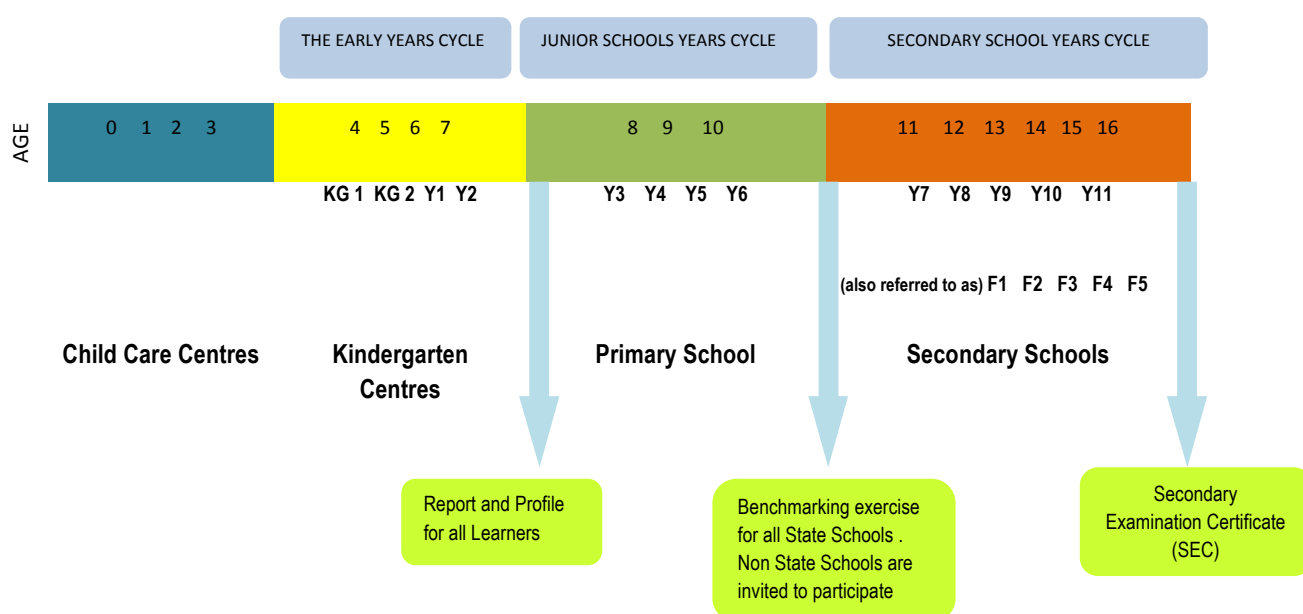 THE EARLY YEARS CYCLE
JUNIOR SCHOOLS YEARS CYCLE
SECONDARY SCHOOL YEARS CYCLE
AGE
0 1 2 3
4 5 6 7
8 9 10
11 12 13 14 15 16
KG 1 KG 2 Y1 Y2
Y3 Y4 Y5 Y6
Y7 Y8 Y9 Y10 Y11
(also referred to as) F1 F2 F3 F4 F5
Child Care Centres
Kindergarten
Centres
Primary School
Secondary Schools
Report and Profile
for all Learners
Benchmarking exercise
for all State Schools .
Non State Schools are
invited to participate
Secondary
Examination Certificate
(SEC)